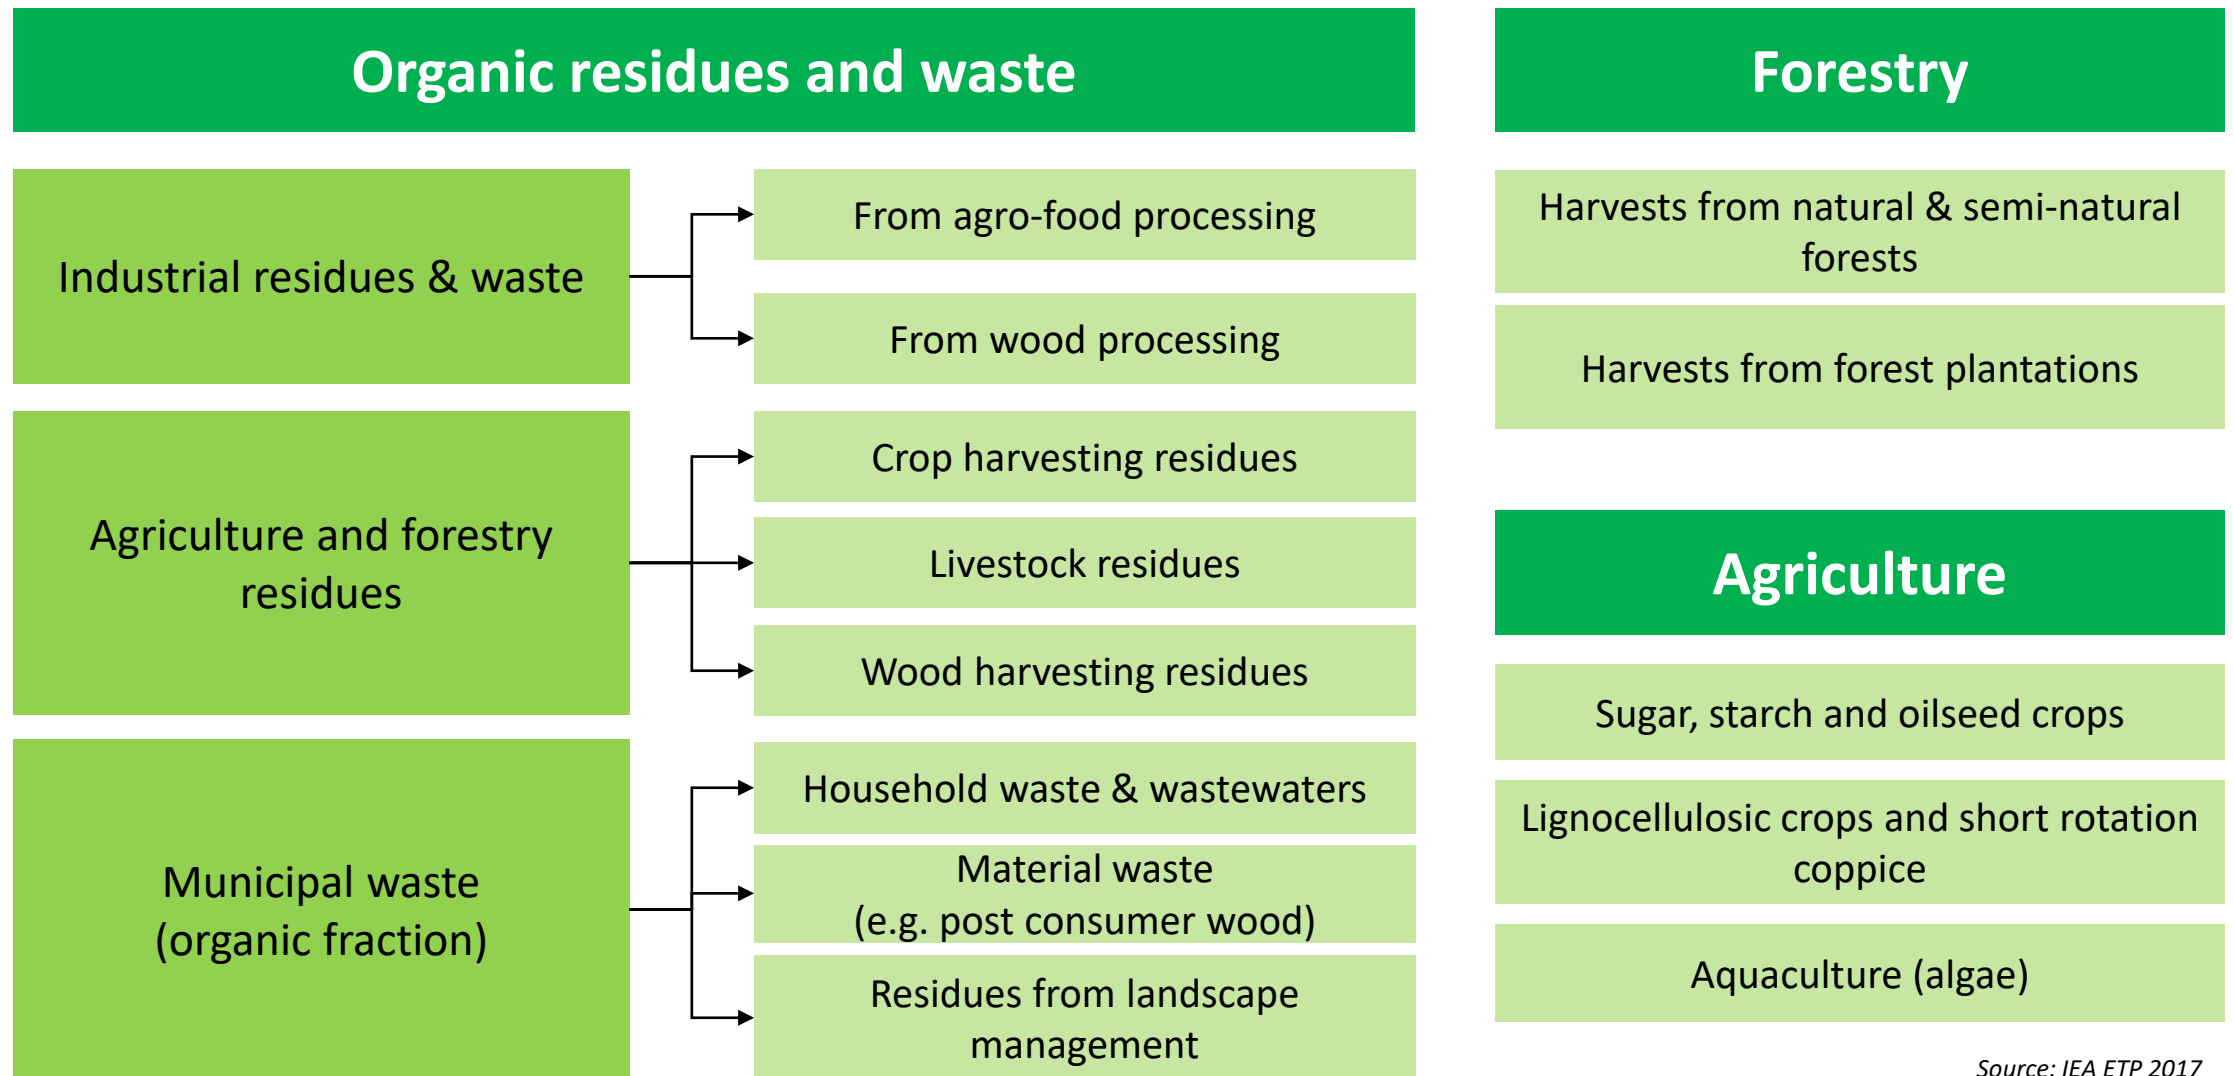 Organic residues and waste
Industrial residues & waste
From agro-food processing
From wood processing
Agriculture and forestry
residues
Crop harvesting residues
Livestock residues
Wood harvesting residues
Municipal waste
(organic fraction)
Household waste & wastewaters
Material waste
(e.g. post consumer wood)
Residues from landscape
management
Forestry
Harvests from natural & semi-natural
forests
Harvests from forest plantations
Agriculture
Sugar, starch and oilseed crops
Lignocellulosic crops and short rotation
coppice
Aquaculture (algae)
Source: IEA ETP 2017